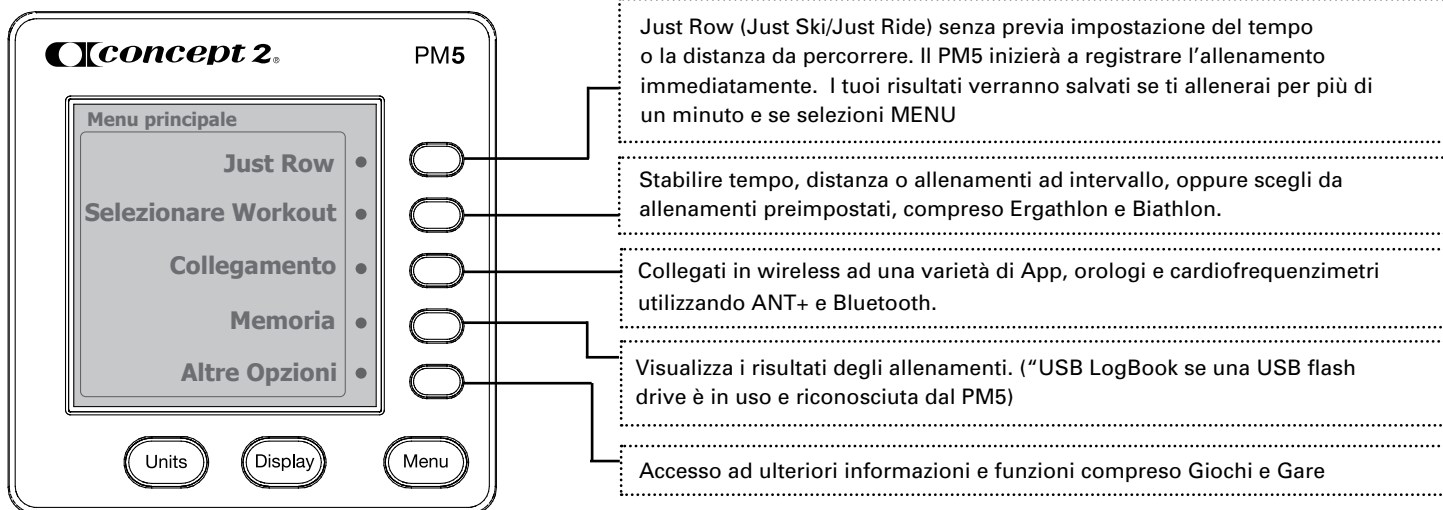 concept 2®
PM5
Menu principale
Just Row
Selezionare Workout
Collegamento
Memoria
Altre Opzioni
Units
Display
Menu
Just Row (Just Ski/Just Ride) senza previa impostazione del tempo
o la distanza da percorrere. Il PM5 inizierà a registrare l’allenamento
immediatamente.  I tuoi risultati verranno salvati se ti allenerai per più di
un minuto e se selezioni MENU
Stabilire tempo, distanza o allenamenti ad intervallo, oppure scegli da
allenamenti preimpostati, compreso Ergathlon e Biathlon.
Collegati in wireless ad una varietà di App, orologi e cardiofrequenzimetri
utilizzando ANT+ e Bluetooth.
Visualizza i risultati degli allenamenti. (“USB LogBook se una USB flash
drive è in uso e riconosciuta dal PM5)
Accesso ad ulteriori informazioni e funzioni compreso Giochi e Gare